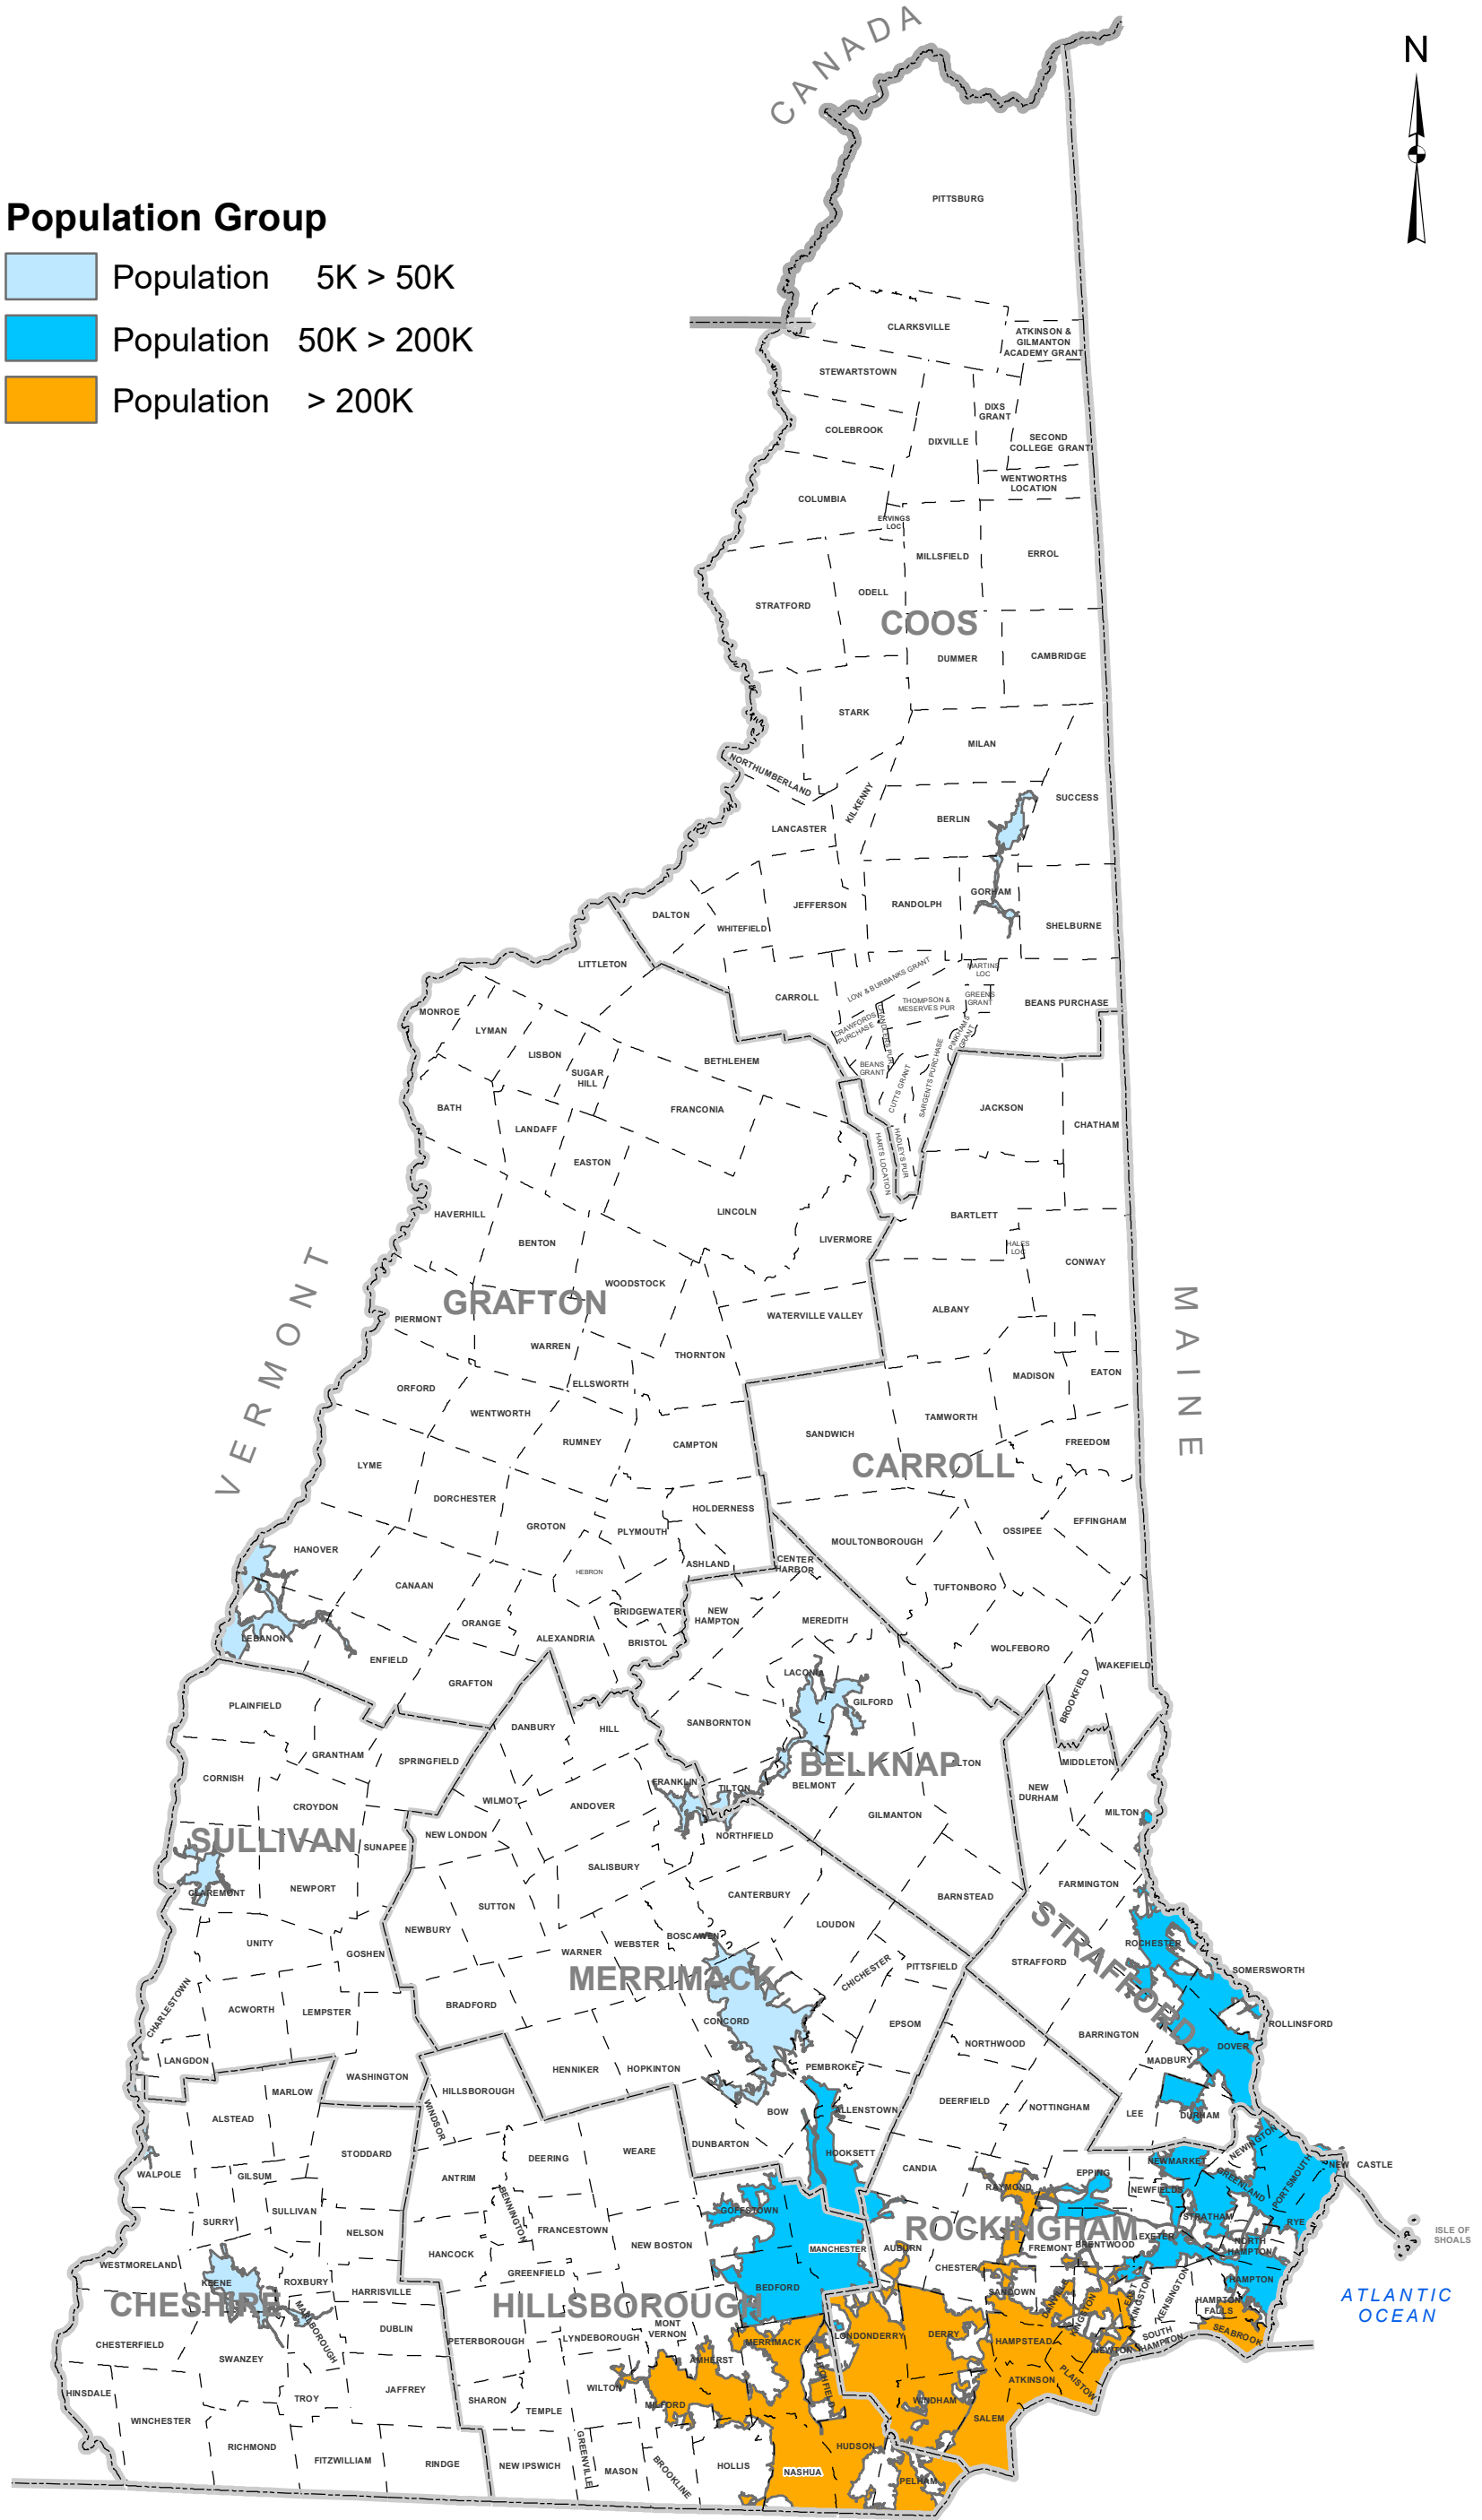 CANADA
N
Population Group
Population 5K > 50K
Population 50K > 200K
Population > 200K
PITTSBURG
CLARKSVILLE
ATKINSON &
GILMANTON
ACADEMY GRANT
STEWARTSTOWN
DIXS
GRANT
COLEBROOK
DIXVILLE
SECOND
COLLEGE GRANT
WENTWORTHS
LOCATION
COLUMBIA
ERVINGS
LOC
MILLSFIELD
ERROL
ODELL
STRATFORD
COOS
DUMMER
CAMBRIDGE
STARK
MILAN
NORTHUMBERLAND
KILKENNY
SUCCESS
BERLIN
LANCASTER
GORHAM
JEFFERSON
RANDOLPH
DALTON
WHITEFIELD
SHELBURNE
LITTLETON
MARTINS
LOC
LOW & BURBANKS GRANT
CARROLL
GREENS
GRANT
THOMPSON &
MESERVES PUR
BEANS PURCHASE
MONROE
CRAWFORDS
PURCHASE
CHANDLERS PUR
PINKHAMS
GRANT
LYMAN
LISBON
BETHLEHEM
SUGAR
HILL
BEANS
GRANT
CUTTS GRANT
SARGENTS PURCHASE
BATH
FRANCONIA
JACKSON
CHATHAM
LANDAFF
HARTS LOCATION
HADLEYS PUR
EASTON
HAVERHILL
LINCOLN
BARTLETT
BENTON
LIVERMORE
HALES
LOC
CONWAY
VERMONT
WOODSTOCK
GRAFTON
MAINE
PIERMONT
WATERVILLE VALLEY
ALBANY
WARREN
THORNTON
MADISON
EATON
ORFORD
ELLSWORTH
WENTWORTH
TAMWORTH
SANDWICH
RUMNEY
CAMPTON
FREEDOM
LYME
CARROLL
DORCHESTER
HOLDERNESS
GROTON
PLYMOUTH
OSSIPEE
EFFINGHAM
MOULTONBOROUGH
HANOVER
ASHLAND
CENTER
HARBOR
HEBRON
CANAAN
TUFTONBORO
BRIDGEWATER
NEW
HAMPTON
MEREDITH
ORANGE
ALEXANDRIA
BRISTOL
LEBANON
WOLFEBORO
ENFIELD
WAKEFIELD
GRAFTON
LACONIA
BROOKFIELD
PLAINFIELD
GILFORD
DANBURY
HILL
SANBORNTON
GRANTHAM
SPRINGFIELD
BELKNAP
LTON
MIDDLETON
CORNISH
FRANKLIN
TILTON
BELMONT
NEW
DURHAM
CROYDON
WILMOT
ANDOVER
MILTON
GILMANTON
SULLIVAN
NEW LONDON
NORTHFIELD
SUNAPEE
SALISBURY
FARMINGTON
CLAREMONT
NEWPORT
CANTERBURY
BARNSTEAD
SUTTON
LOUDON
NEWBURY
BOSCAWEN
STRAFFORD
UNITY
WEBSTER
ROCHESTER
GOSHEN
WARNER
STRAFFORD
PITTSFIELD
CHICHESTER
MERRIMACK
SOMERSWORTH
CHARLESTOWN
ACWORTH
LEMPSTER
BRADFORD
CONCORD
EPSOM
ROLLINSFORD
BARRINGTON
NORTHWOOD
DOVER
LANGDON
MADBURY
WASHINGTON
HENNIKER
HOPKINTON
PEMBROKE
MARLOW
HILLSBOROUGH
DEERFIELD
NOTTINGHAM
ALSTEAD
WINDSOR
BOW
ALLENSTOWN
LEE
DURHAM
STODDARD
DUNBARTON
WEARE
HOOKSETT
NEWINGTON
DEERING
NEWMARKET
NEW CASTLE
WALPOLE
GILSUM
ANTRIM
CANDIA
EPPING
GREENLAND
PORTSMOUTH
RAYMOND
NEWFIELDS
SULLIVAN
BENNINGTON
GOFFSTOWN
STRATHAM
SURRY
RYE
NELSON
FRANCESTOWN
ROCKINGHAM
ISLE OF
SHOALS
EXETER
NEW BOSTON
MANCHESTER
AUBURN
FREMONT
BRENTWOOD
NORTH
HAMPTON
HANCOCK
WESTMORELAND
GREENFIELD
CHESTER
KEENE
ROXBURY
HARRISVILLE
BEDFORD
SANDOWN
EAST
KINGSTON
KENSINGTON
HAMPTON
CHESHIRE
HILLSBOROUGH
DANVILLE
KINGSTON
HAMPTON
FALLS
ATLANTIC
OCEAN
MARLBOROUGH
MONT
VERNON
DUBLIN
PETERBOROUGH
LYNDEBOROUGH
MERRIMACK
LONDONDERRY
DERRY
HAMPSTEAD
NEWTON
SOUTH
HAMPTON
SEABROOK
CHESTERFIELD
SWANZEY
AMHERST
LITCHFIELD
ATKINSON
PLAISTOW
HINSDALE
TROY
JAFFREY
SHARON
WILTON
TEMPLE
MILFORD
WINDHAM
SALEM
WINCHESTER
RICHMOND
HUDSON
FITZWILLIAM
RINDGE
NEW IPSWICH
GREENVILLE
MASON
BROOKLINE
HOLLIS
NASHUA
PELHAM